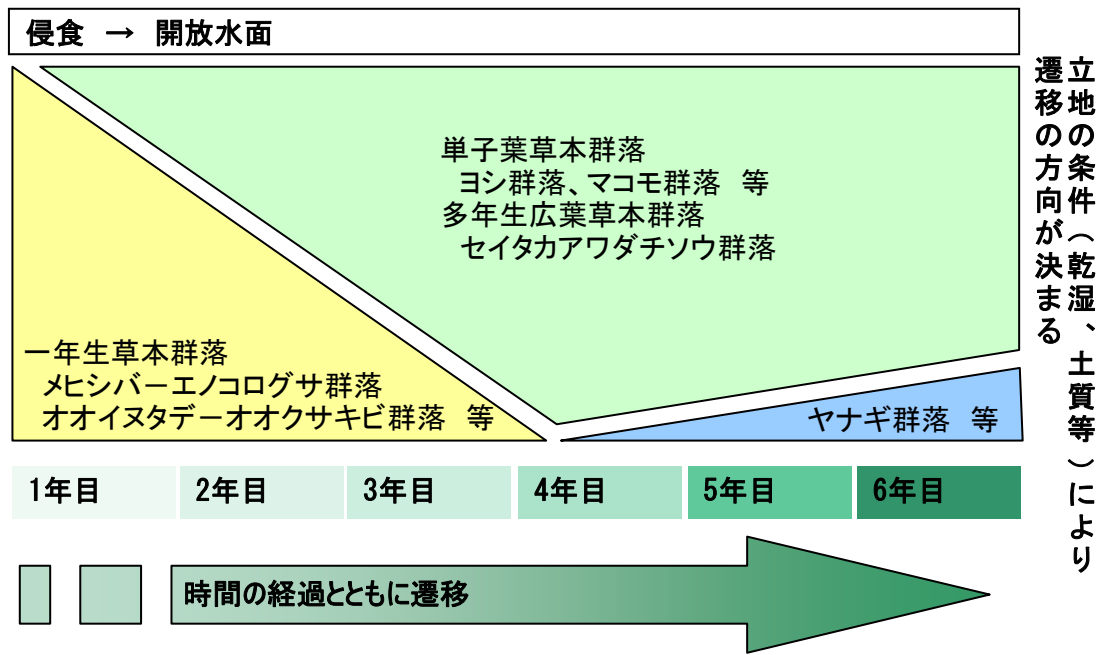 侵食 → 開放水面
単子葉草本群落
ヨシ群落、マコモ群落 等
多年生広葉草本群落
セイタカアワダチソウ群落
一年生草本群落
メヒシバーエノコログサ群落
オオイヌタデーオオクサキビ群落 等
ヤナギ群落 等
立地の条件（乾湿、土質等）により
遷移の方向が決まる
1年目
2年目
3年目
4年目
5年目
6年目
時間の経過とともに遷移